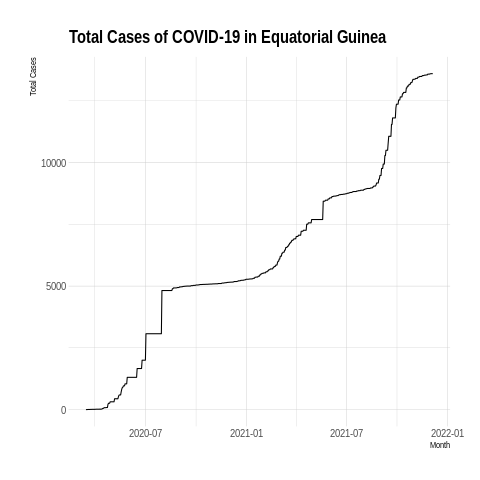 Total Cases of COVID-19 in Equatorial Guinea
Total Cases
10000
5000
0
2020-07 2021-01 2021-07 2022-01
Month